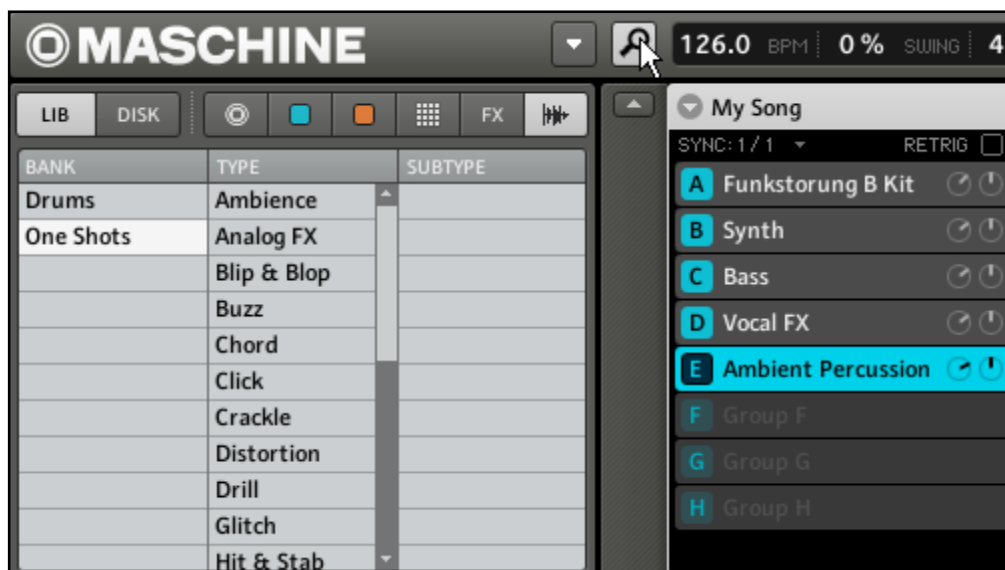 MASCHINE
126.0 BPM 0% SWING 4
LIB DISK FX
BANK TYPE SUBTYPE
Drums Ambience
One Shots Analog FX
Blip & Blop
Buzz
Chord
Click
Crackle
Distortion
Drill
Glitch
Hit & Stab
My Song
SYNC: 1 / 1 RETRIG
A Funkstorung B Kit
B Synth
C Bass
D Vocal FX
E Ambient Percussion
F Group F
G Group G
H Group H